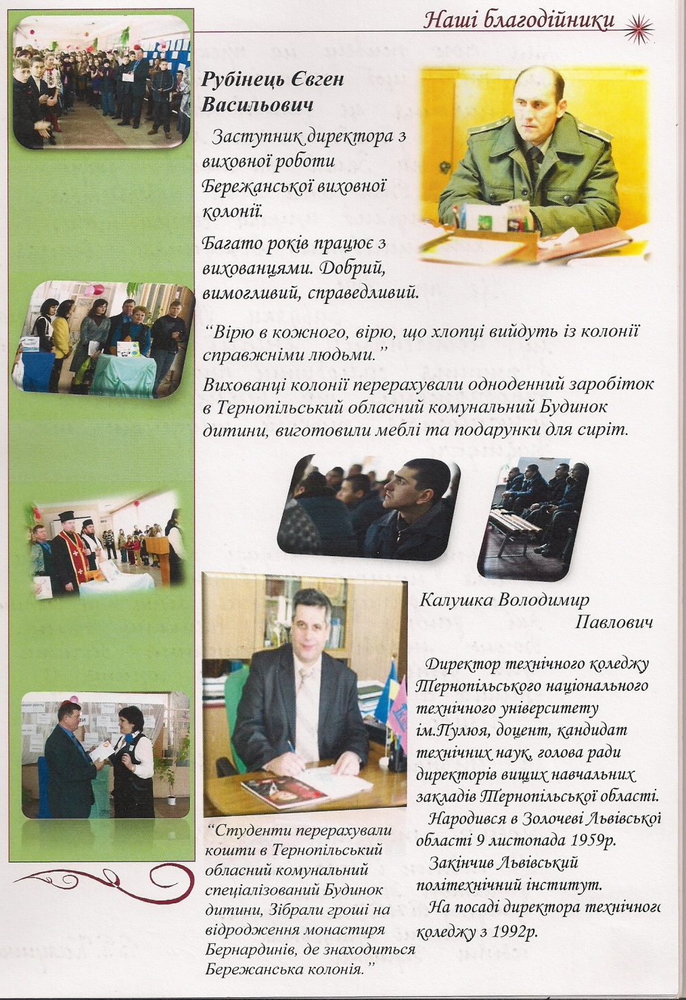 Наші благодійники
Рубінець Євген
Васильович
Заступник директора з
виховної роботи
Бережанської виховної
колонії.
Багато років працює з
вихованцями. Добрий,
вимогливий, справедливий.
“Вірю в кожного, вірю, що хлопці вийдуть із колонії
справжніми людьми.”
Вихованці колонії перерахували одноденний заробіток
в Тернопільський обласний комунальний Будинок
дитини, виготовили меблі та подарунки для сиріт.
Калушка Володимир
Павлович
Директор технічного коледжу
Тернопільського національного
технічного університету
ім.Пулюя, доцент, кандидат
технічних наук, голова ради
директорів вищих навчальних
закладів Тернопільської області.
Народився в Золочеві Львівської
області 9 листопада 1959р.
Закінчив Львівський
політехнічний інститут.
На посаді директора технічного
коледжу з 1992р.
“Студенти перерахували
кошти в Тернопільський
обласний комунальний
спеціалізований Будинок
дитини, Зібрали гроші на
відродження монастиря
Бернардинів, де знаходиться
Бережанська колонія.”